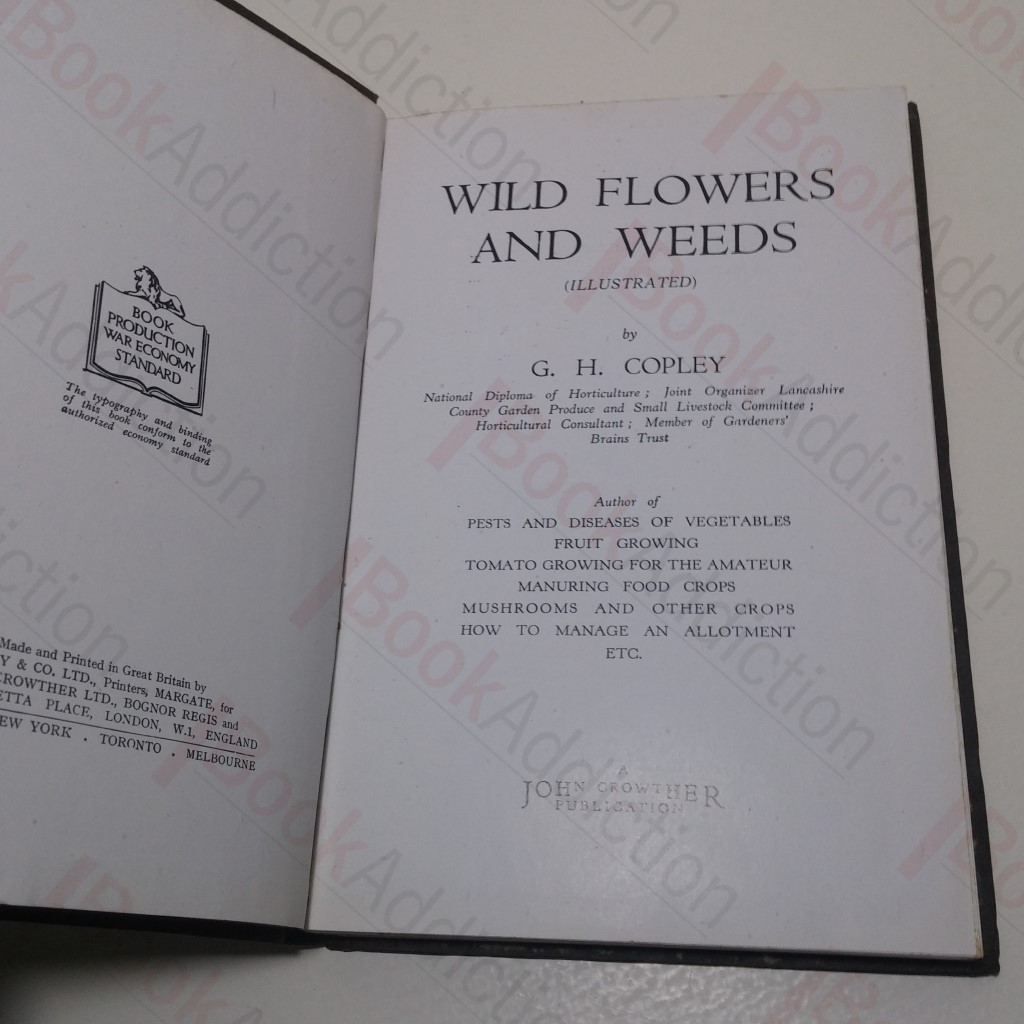 BOOK
PRODUCTION
WAR ECONOMY
STANDARD
The typography and binding
of this book conform to the
authorized economy standard
Made and Printed in Great Britain by
Y & CO. LTD., Printers, MARGATE, for
CROWTHER LTD., BOGNOR REGIS and
ETTA PLACE, LONDON, W.1, ENGLAND
EW YORK . TORONTO . MELBOURNE
WILD FLOWERS
AND WEEDS
(ILLUSTRATED)
by
G. H. COPLEY
National Diploma of Horticulture ; Joint Organizer Lancashire
County Garden Produce and Small Livestock Committee ;
Horticultural Consultant ; Member of Gardeners'
Brains Trust
Author of
PESTS AND DISEASES OF VEGETABLES
FRUIT GROWING
TOMATO GROWING FOR THE AMATEUR
MANURING FOOD CROPS
MUSHROOMS AND OTHER CROPS
HOW TO MANAGE AN ALLOTMENT
ETC.
A
JOHN CROWTHER
PUBLICATION
BookAddiction